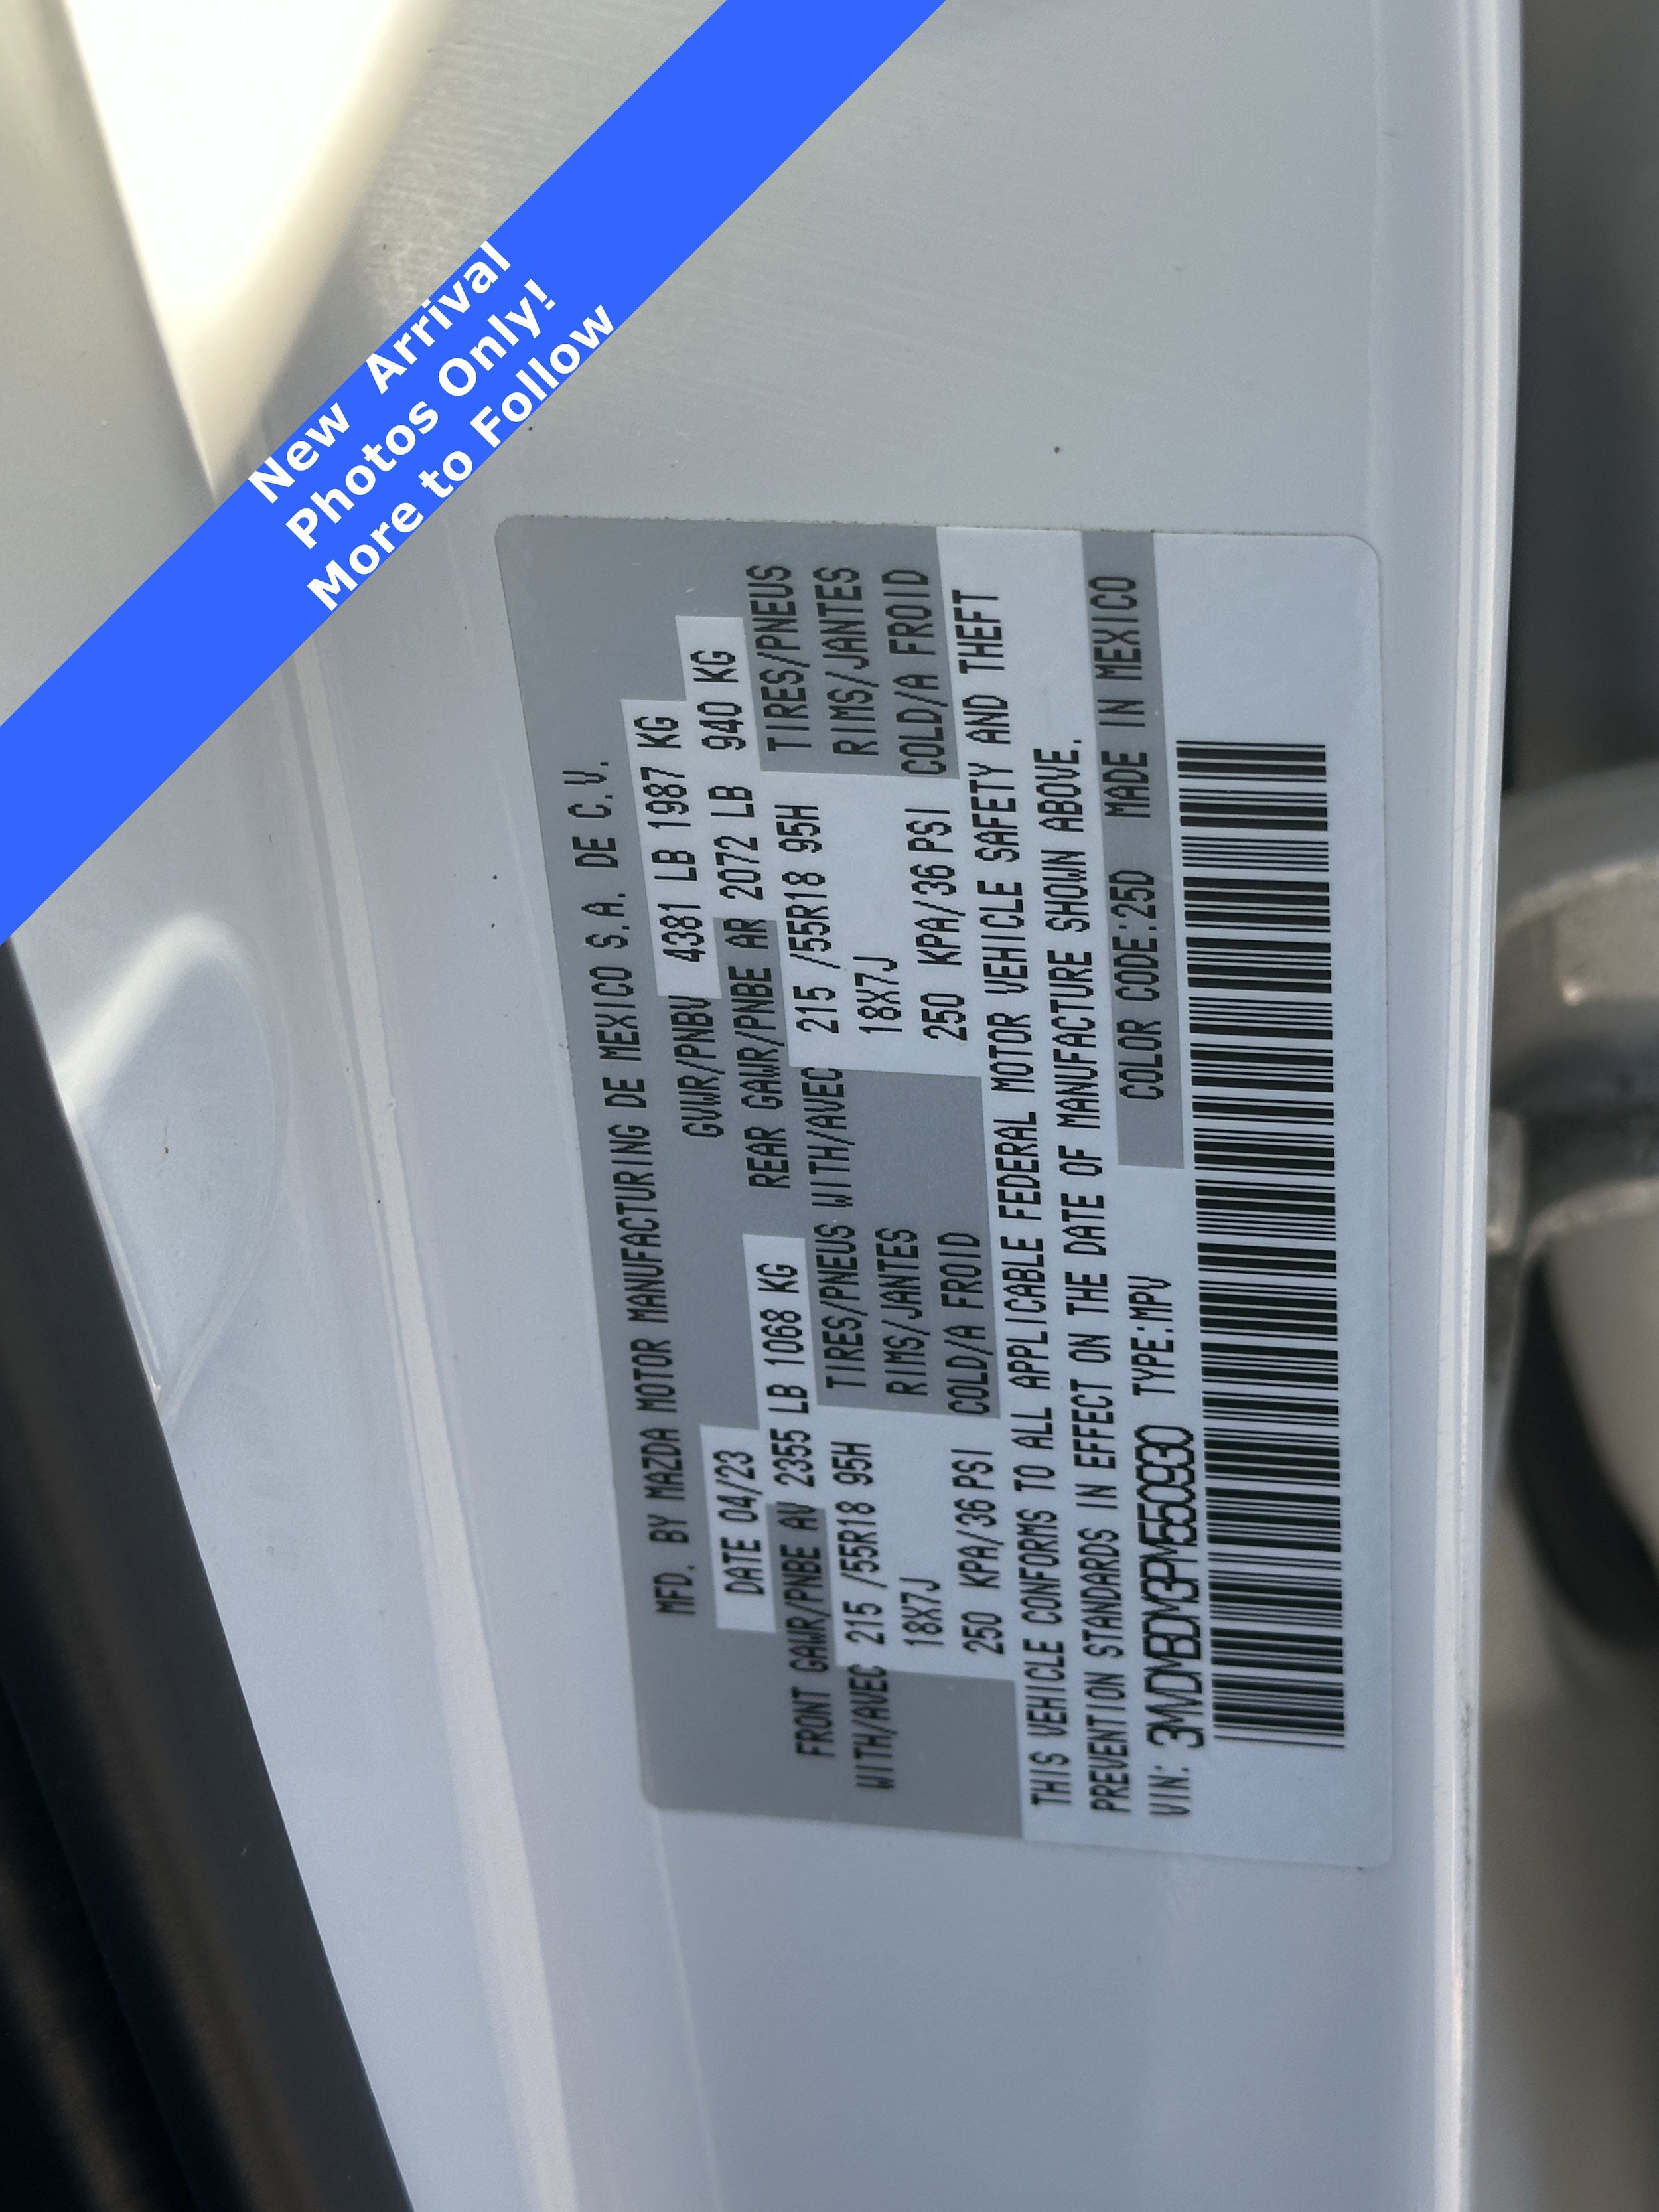 New Arrival
Photos Only!
More to Follow
MFD. BY MAZDA MOTOR MANUFACTURING DE MEXICO S.A. DE C.V.
DATE 04/23 GVWR/PNBV 4381 LB 1987 KG
FRONT GAWR/PNBE AV 2355 LB 1068 KG REAR GAWR/PNBE AR 2072 LB 940 KG
WITH/AVEC 215 /55R18 95H TIRES/PNEUS WITH/AVEC 215 /55R18 95H TIRES/PNEUS
18X7J RIMS/JANTES 18X7J RIMS/JANTES
250 KPA/36 PSI COLD/A FROID 250 KPA/36 PSI COLD/A FROID
THIS VEHICLE CONFORMS TO ALL APPLICABLE FEDERAL MOTOR VEHICLE SAFETY AND THEFT
PREVENTION STANDARDS IN EFFECT ON THE DATE OF MANUFACTURE SHOWN ABOVE.
VIN: 3MVDMBDM3PM550930 TYPE:MPV COLOR CODE:25D MADE IN MEXICO